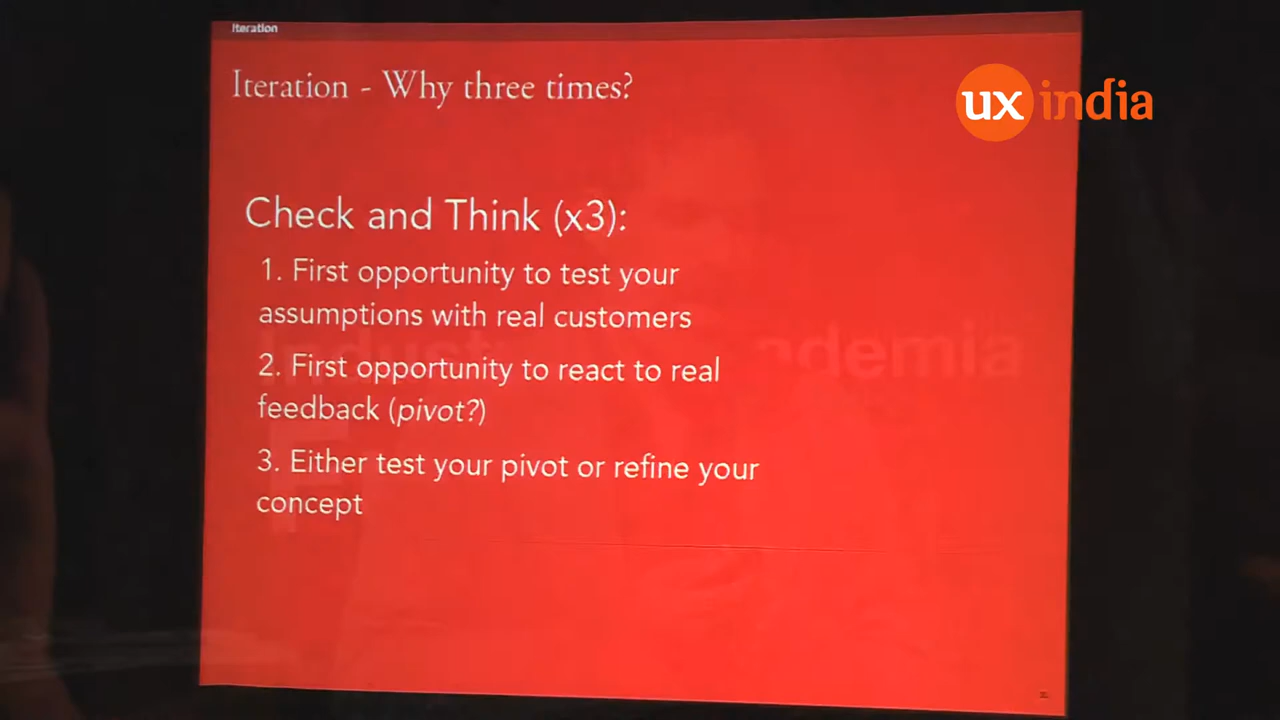 Iteration
Iteration - Why three times?
ux india
Check and Think (x3):
1. First opportunity to test your
assumptions with real customers
2. First opportunity to react to real
feedback (pivot?)
3. Either test your pivot or refine your
concept